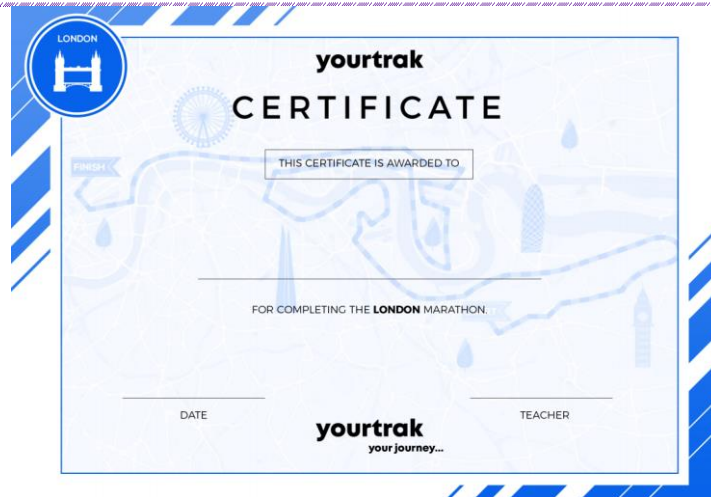 LONDON
yourtrak
CERTIFICATE
THIS CERTIFICATE IS AWARDED TO
FINISH
FOR COMPLETING THE LONDON MARATHON.
DATE
TEACHER
yourtrak
your journey...